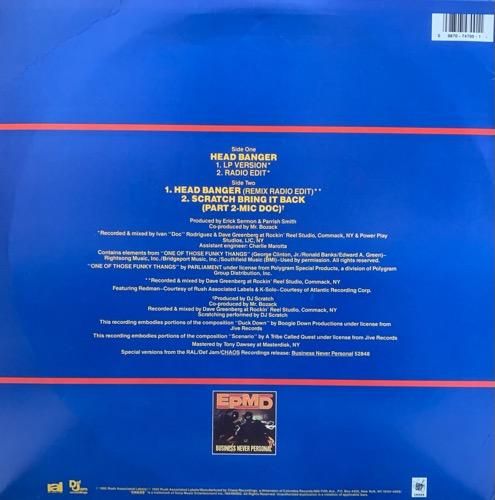 Side One
HEAD BANGER
1. LP VERSION*
2. RADIO EDIT*
Side Two
1. HEAD BANGER (REMIX RADIO EDIT)**
2. SCRATCH BRING IT BACK
(PART 2-MIC DOC)†
Produced by Erick Sermon & Parrish Smith
Co-produced by Mr. Bozack
*Recorded & mixed by Ivan "Doc" Rodriguez & Dave Greenberg at Rockin' Reel Studio, Commack, NY & Power Play
Studios, LIC, NY
Assistant engineer: Charlie Marotta
Contains elements from "ONE OF THOSE FUNKY THANGS" (George Clinton, Jr./Ronald Banks/Edward A. Green)–
Rightsong Music, Inc./Bridgeport Music, Inc./Southfield Music (BMI)–Used by permission. All rights reserved.
"ONE OF THOSE FUNKY THANGS" by PARLIAMENT under license from Polygram Special Products, a division of Polygram
Group Distribution, Inc.
**Recorded & mixed by Dave Greenberg at Rockin' Reel Studio, Commack, NY
Featuring Redman–Courtesy of Rush Associated Labels & K-Solo–Courtesy of Atlantic Recording Corp.
†Produced by DJ Scratch
Co-produced by Mr. Bozack
Recorded & mixed by Dave Greenberg at Rockin' Reel Studio, Commack, NY
Scratching performed by DJ Scratch
This recording embodies portions of the composition "Duck Down" by Boogie Down Productions under license from
Jive Records
This recording embodies portions of the composition "Scenario" by A Tribe Called Quest under license from Jive Records
Mastered by Tony Dawsey at Masterdisk, NY
Special versions from the RAL/Def Jam/CHAOS Recordings release: Business Never Personal 52848
EPMD
BUSINESS NEVER PERSONAL
ral
Def Jam
recordings